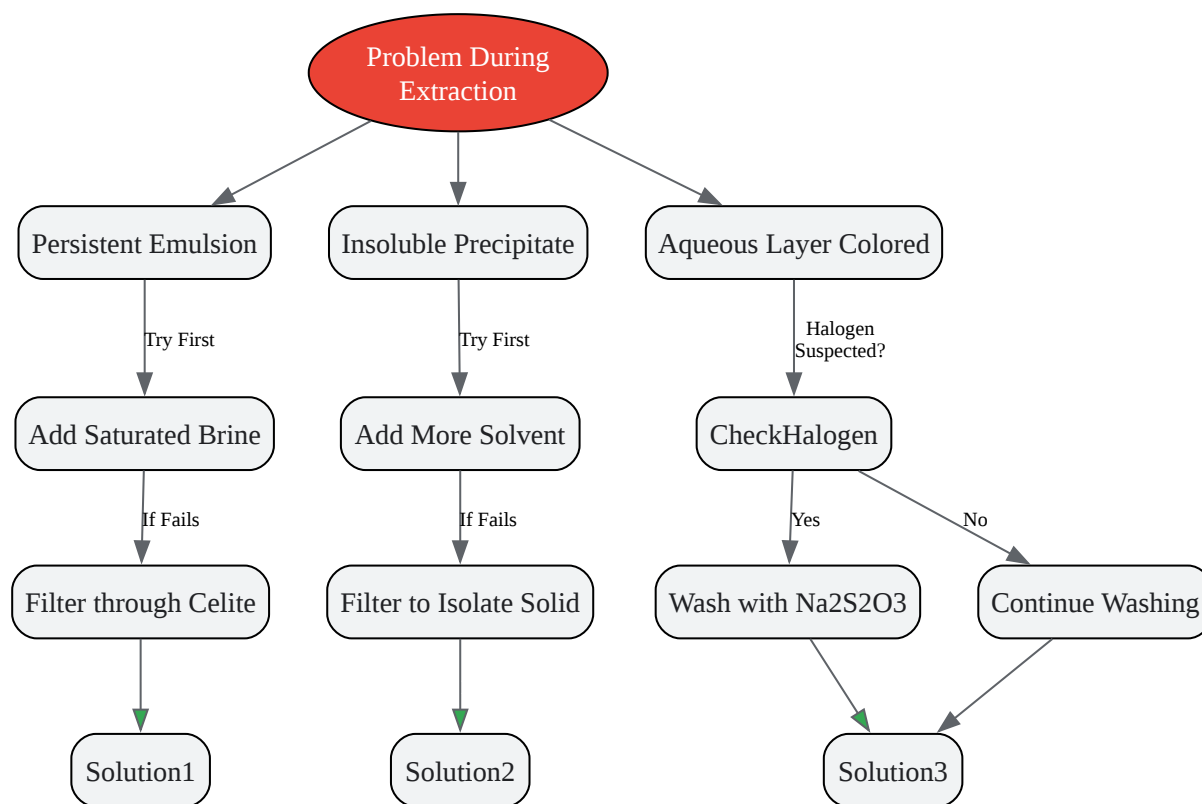 Problem During
Extraction
Persistent Emulsion
Insoluble Precipitate
Aqueous Layer Colored
Try First
Try First
Halogen
Suspected?
Add Saturated Brine
Add More Solvent
CheckHalogen
If Fails
If Fails
Yes
No
Filter through Celite
Filter to Isolate Solid
Wash with Na2S2O3
Continue Washing
Solution1
Solution2
Solution3